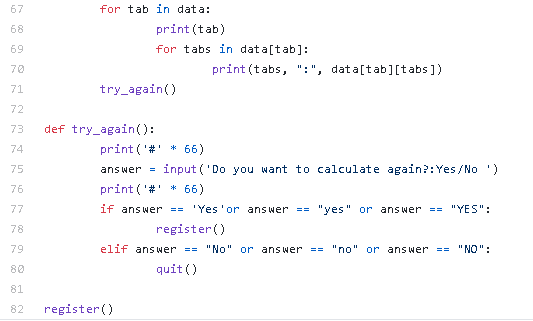 67 for tab in data:
68 print(tab)
69 for tabs in data[tab]:
70 print(tabs, ":", data[tab][tabs])
71 try_again()
72
73 def try_again():
74 print('#' * 66)
75 answer = input('Do you want to calculate again?:Yes/No ')
76 print('#' * 66)
77 if answer == 'Yes'or answer == "yes" or answer == "YES":
78 register()
79 elif answer == "No" or answer == "no" or answer == "NO":
80 quit()
81
82 register()